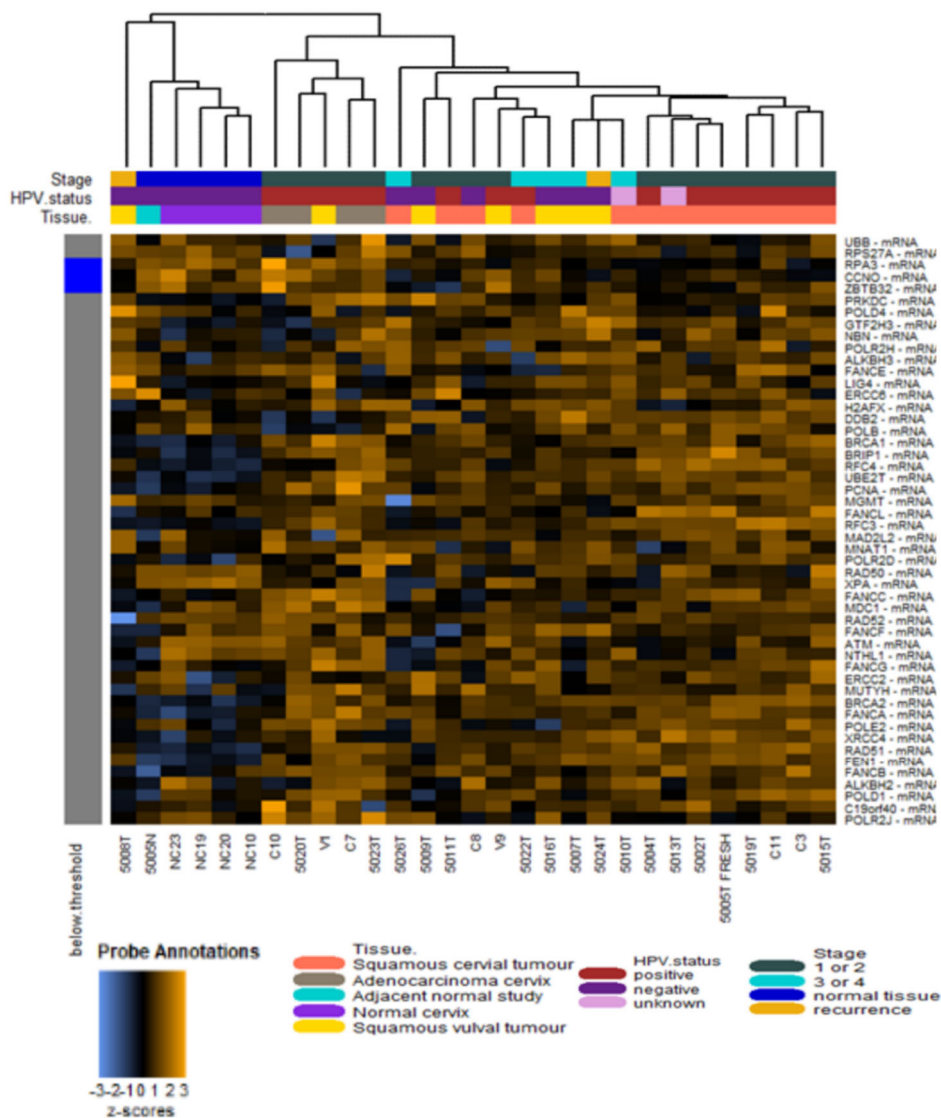 Stage
HPV.status
Tissue.
UBB - mRNA
RPS27A - mRNA
RPA3 - mRNA
CCNO - mRNA
ZBTB32 - mRNA
PRKDC - mRNA
POLD4 - mRNA
GTF2H3 - mRNA
NBN - mRNA
POLR2H - mRNA
ALKBH3 - mRNA
FANCE - mRNA
LIG4 - mRNA
ERCC6 - mRNA
H2AFX - mRNA
DDB2 - mRNA
POLB - mRNA
BRCA1 - mRNA
BRIP1 - mRNA
RFC4 - mRNA
UBE2T - mRNA
PCNA - mRNA
MGMT - mRNA
FANCL - mRNA
RFC3 - mRNA
MAD2L2 - mRNA
MNAT1 - mRNA
POLR2D - mRNA
RAD50 - mRNA
XPA - mRNA
FANCC - mRNA
MDC1 - mRNA
RAD52 - mRNA
FANCF - mRNA
ATM - mRNA
NTHL1 - mRNA
FANCG - mRNA
ERCC2 - mRNA
MUTYH - mRNA
BRCA2 - mRNA
FANCA - mRNA
POLE2 - mRNA
XRCC4 - mRNA
RAD51 - mRNA
FEN1 - mRNA
FANCB - mRNA
ALKBH2 - mRNA
POLD1 - mRNA
C19orf40 - mRNA
POLR2J - mRNA
below.threshold
5008T
5005N
NC23
NC19
NC20
NC10
C10
5020T
V1
C7
5023T
5026T
5009T
5011T
C8
V9
5022T
5016T
5007T
5024T
5010T
5004T
5013T
5002T
5005T FRESH
5019T
C11
C3
5015T
Probe Annotations
-3-2-10 1 2 3
z-scores
Tissue.
Squamous cervial tumour
Adenocarcinoma cervix
Adjacent normal study
Normal cervix
Squamous vulval tumour
HPV.status
positive
negative
unknown
Stage
1 or 2
3 or 4
normal tissue
recurrence